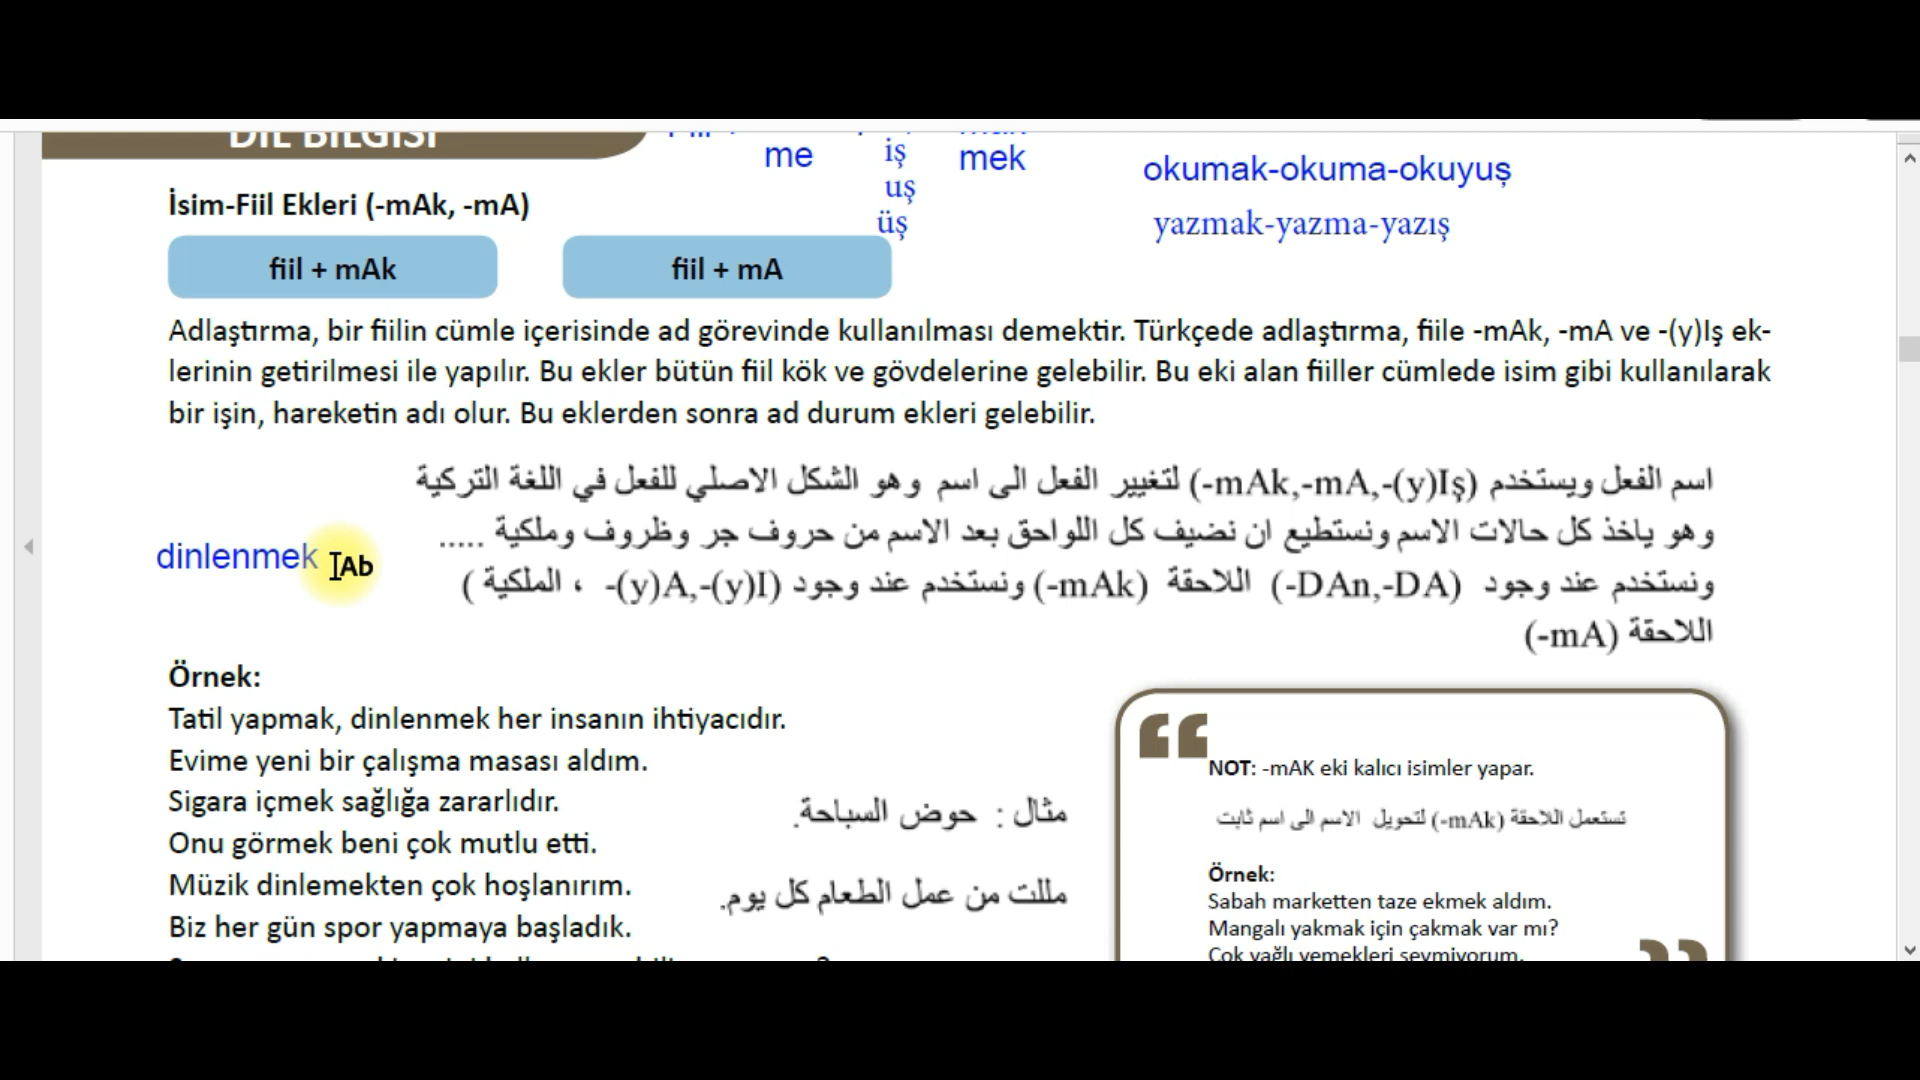 DİL BİLGİSİ
me
iş
uş
üş
mek
okumak-okuma-okuyuş
yazmak-yazma-yazış
İsim-Fiil Ekleri (-mAk, -mA)
fiil + mAk
fiil + mA
Adlaştırma, bir fiilin cümle içerisinde ad görevinde kullanılması demektir. Türkçede adlaştırma, fiile -mAk, -mA ve -(y)Iş ek-
lerinin getirilmesi ile yapılır. Bu ekler bütün fiil kök ve gövdelerine gelebilir. Bu eki alan fiiller cümlede isim gibi kullanılarak
bir işin, hareketin adı olur. Bu eklerden sonra ad durum ekleri gelebilir.
اسم الفعل ويستخدم (-mAk,-mA,-(y)Iş) لتغيير الفعل الى اسم وهو الشكل الاصلي للفعل في اللغة التركية
وهو ياخذ كل حالات الاسم ونستطيع ان نضيف كل اللواحق بعد الاسم من حروف جر وظروف وملكية .....
ونستخدم عند وجود (-DAn,-DA) اللاحقة (-mAk) ونستخدم عند وجود (-(y)A,-(y)I ، الملكية )
اللاحقة (-mA)
dinlenmek
Ab
Örnek:
Tatil yapmak, dinlenmek her insanın ihtiyacıdır.
Evime yeni bir çalışma masası aldım.
Sigara içmek sağlığa zararlıdır.
Onu görmek beni çok mutlu etti.
Müzik dinlemekten çok hoşlanırım.
Biz her gün spor yapmaya başladık.
مثال : حوض السباحة.
مللت من عمل الطعام كل يوم.
NOT: -mAK eki kalıcı isimler yapar.
تستعمل اللاحقة (-mAk) لتحويل الاسم الى اسم ثابت
Örnek:
Sabah marketten taze ekmek aldım.
Mangalı yakmak için çakmak var mı?
Çok yağlı yemekleri sevmiyorum.